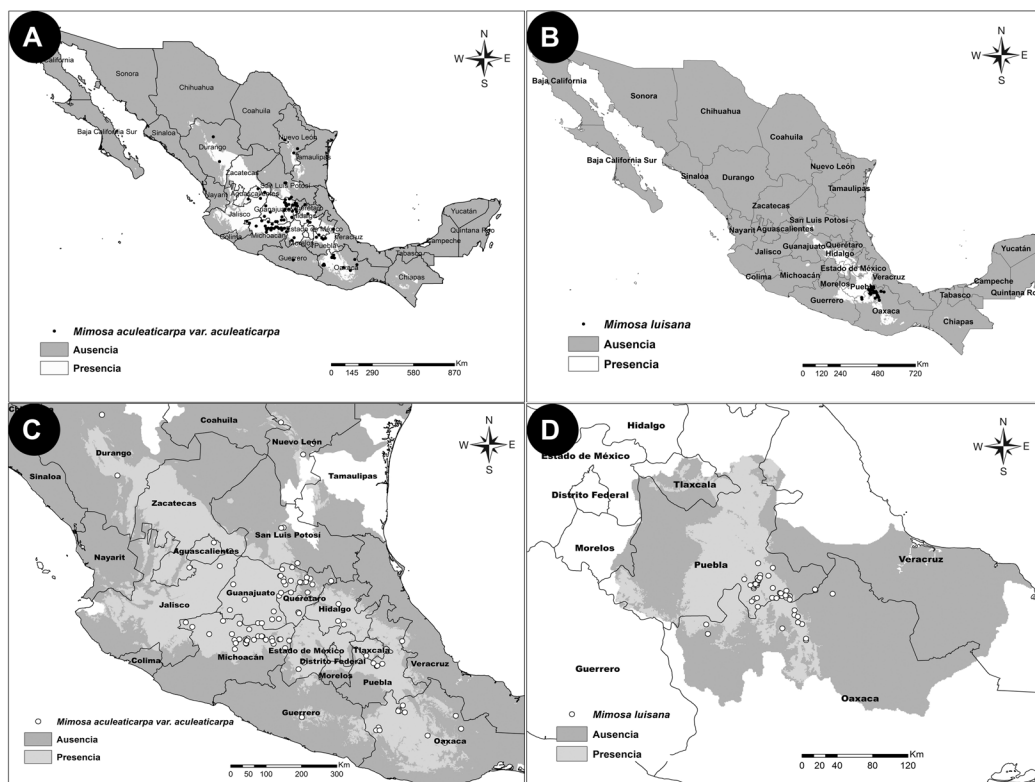 A
N
W E
S
California
Sonora
Chihuahua
Coahuila
Baja California Sur
Sinaloa
Durango
Nuevo León
Tamaulipas
Zacatecas
San Luis Potosí
Nayarit
Aguascalientes
Jalisco
Guanajuato
Querétaro
Hidalgo
Colima
Michoacán
Estado de México
Morelos
Puebla
Veracruz
Guerrero
Oaxaca
Tabasco
Chiapas
Campeche
Yucatán
Quintana Roo
Mimosa aculeaticarpa var. aculeaticarpa
Ausencia
Presencia
Km
0 145 290 580 870
B
N
W E
S
Baja California
Sonora
Chihuahua
Coahuila
Baja California Sur
Sinaloa
Durango
Nuevo León
Tamaulipas
Zacatecas
San Luis Potosí
Nayarit
Aguascalientes
Jalisco
Guanajuato
Querétaro
Hidalgo
Colima
Michoacán
Estado de México
Morelos
Puebla
Veracruz
Guerrero
Oaxaca
Tabasco
Chiapas
Campeche
Yucatán
Quintana Ro
Mimosa luisana
Ausencia
Presencia
Km
0 120 240 480 720
C
N
W E
S
Coahuila
Durango
Nuevo León
Sinaloa
Tamaulipas
Zacatecas
San Luis Potosí
Nayarit
Aguascalientes
Guanajuato
Querétaro
Jalisco
Hidalgo
Colima
Michoacán
Estado de México
Distrito Federal
Tlaxcala
Morelos
Puebla
Veracruz
Guerrero
Oaxaca
Mimosa aculeaticarpa var. aculeaticarpa
Ausencia
Presencia
Km
0 50 100 200 300
D
N
W E
S
Hidalgo
Estado de México
Tlaxcala
Distrito Federal
Morelos
Puebla
Veracruz
Guerrero
Oaxaca
Mimosa luisana
Ausencia
Presencia
Km
0 20 40 80 120